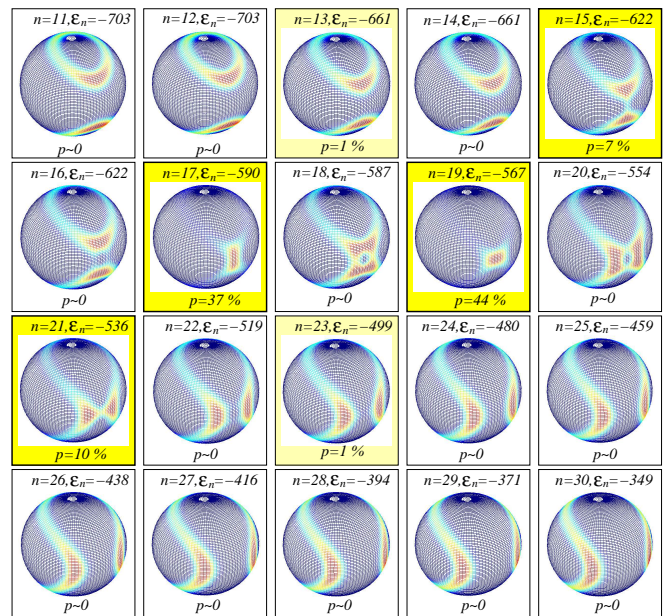 n=11,εn=−703
n=12,εn=−703
n=13,εn=−661
n=14,εn=−661
n=15,εn=−622
p~0
p~0
p=1 %
p~0
p=7 %
n=16,εn=−622
n=17,εn=−590
n=18,εn=−587
n=19,εn=−567
n=20,εn=−554
p~0
p=37 %
p~0
p=44 %
p~0
n=21,εn=−536
n=22,εn=−519
n=23,εn=−499
n=24,εn=−480
n=25,εn=−459
p=10 %
p~0
p=1 %
p~0
p~0
n=26,εn=−438
n=27,εn=−416
n=28,εn=−394
n=29,εn=−371
n=30,εn=−349
p~0
p~0
p~0
p~0
p~0